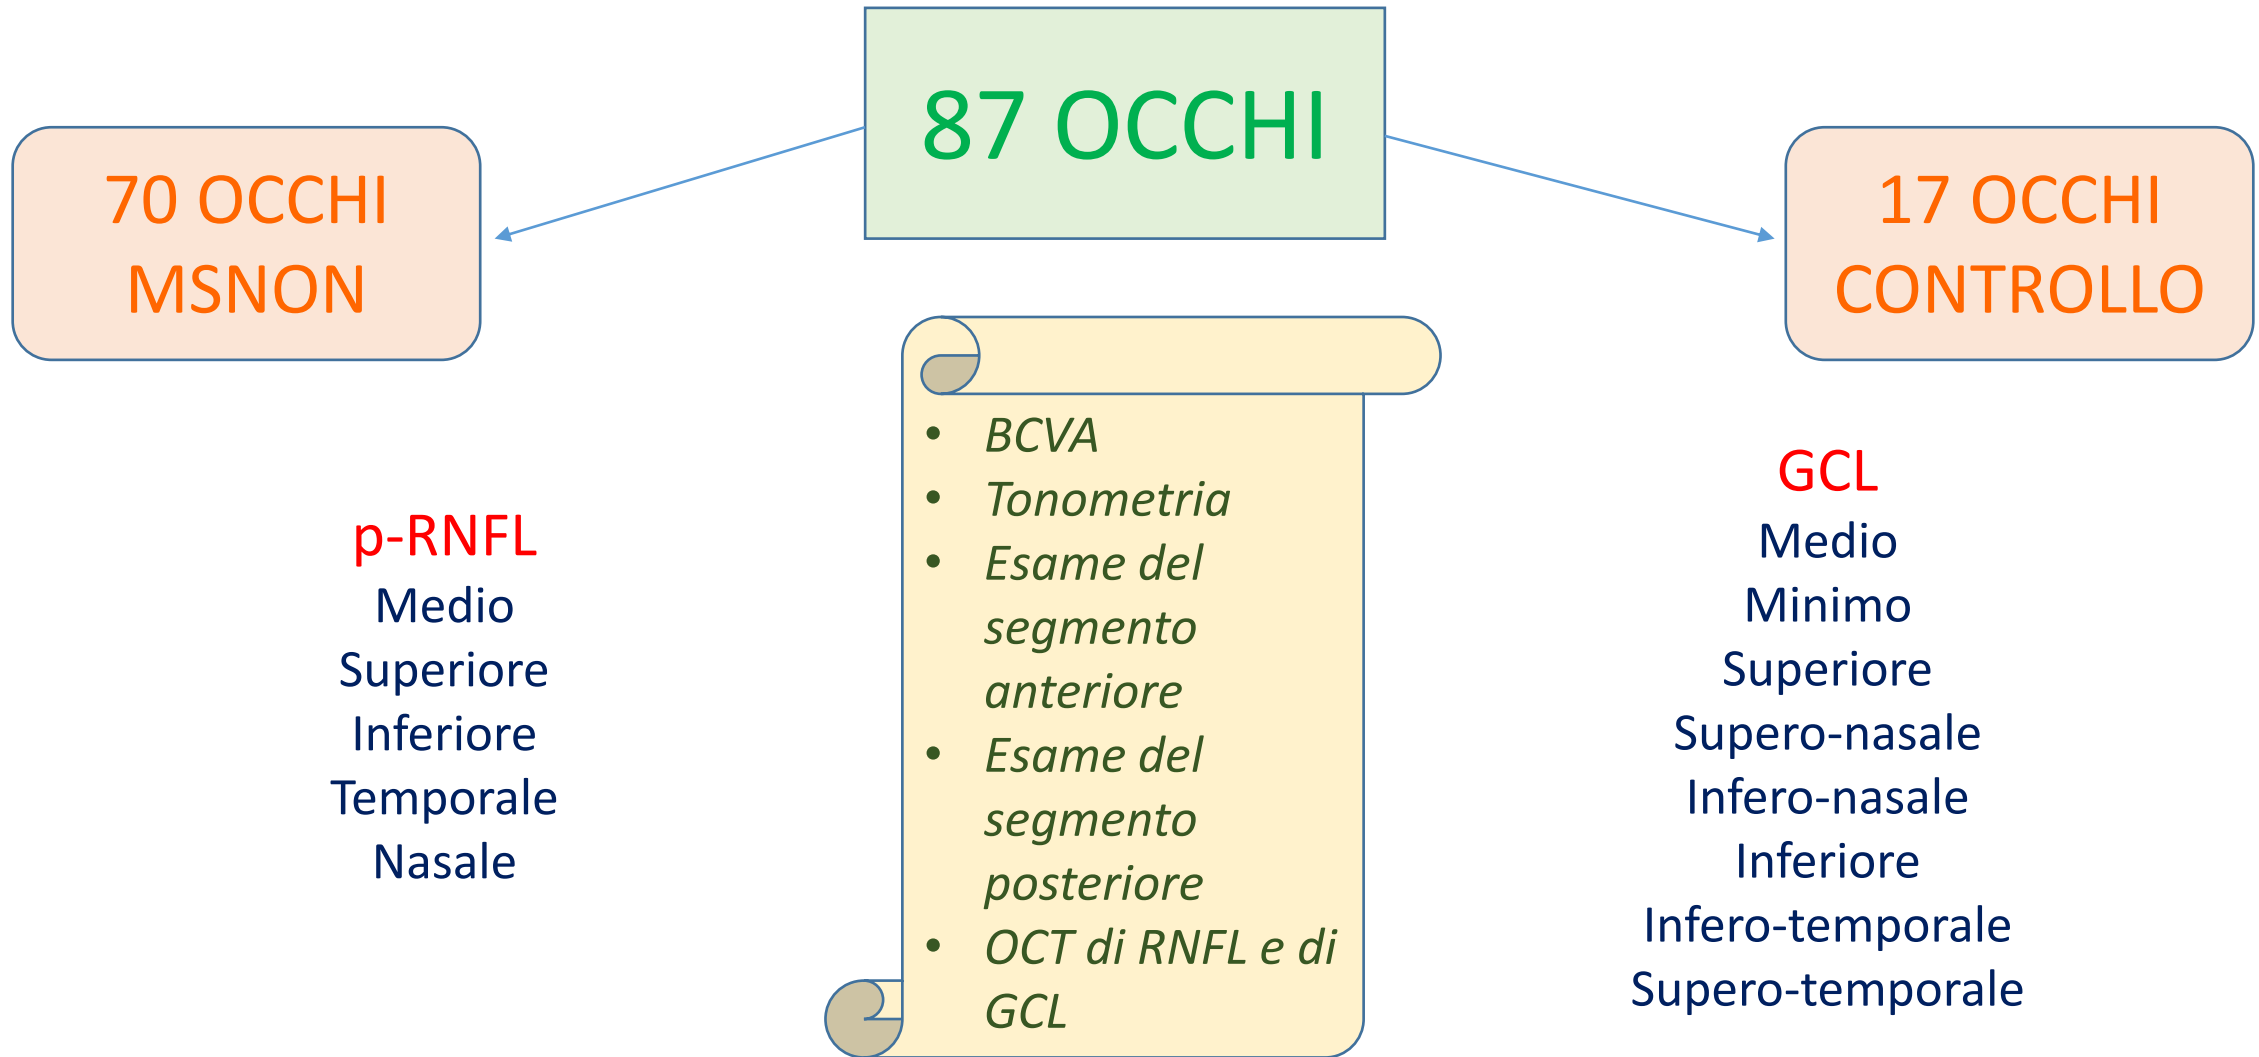 87 OCCHI
70 OCCHI
MSNON
17 OCCHI
CONTROLLO
p-RNFL
Medio
Superiore
Inferiore
Temporale
Nasale
• BCVA
• Tonometria
• Esame del
segmento
anteriore
• Esame del
segmento
posteriore
• OCT di RNFL e di
GCL
GCL
Medio
Minimo
Superiore
Supero-nasale
Infero-nasale
Inferiore
Infero-temporale
Supero-temporale